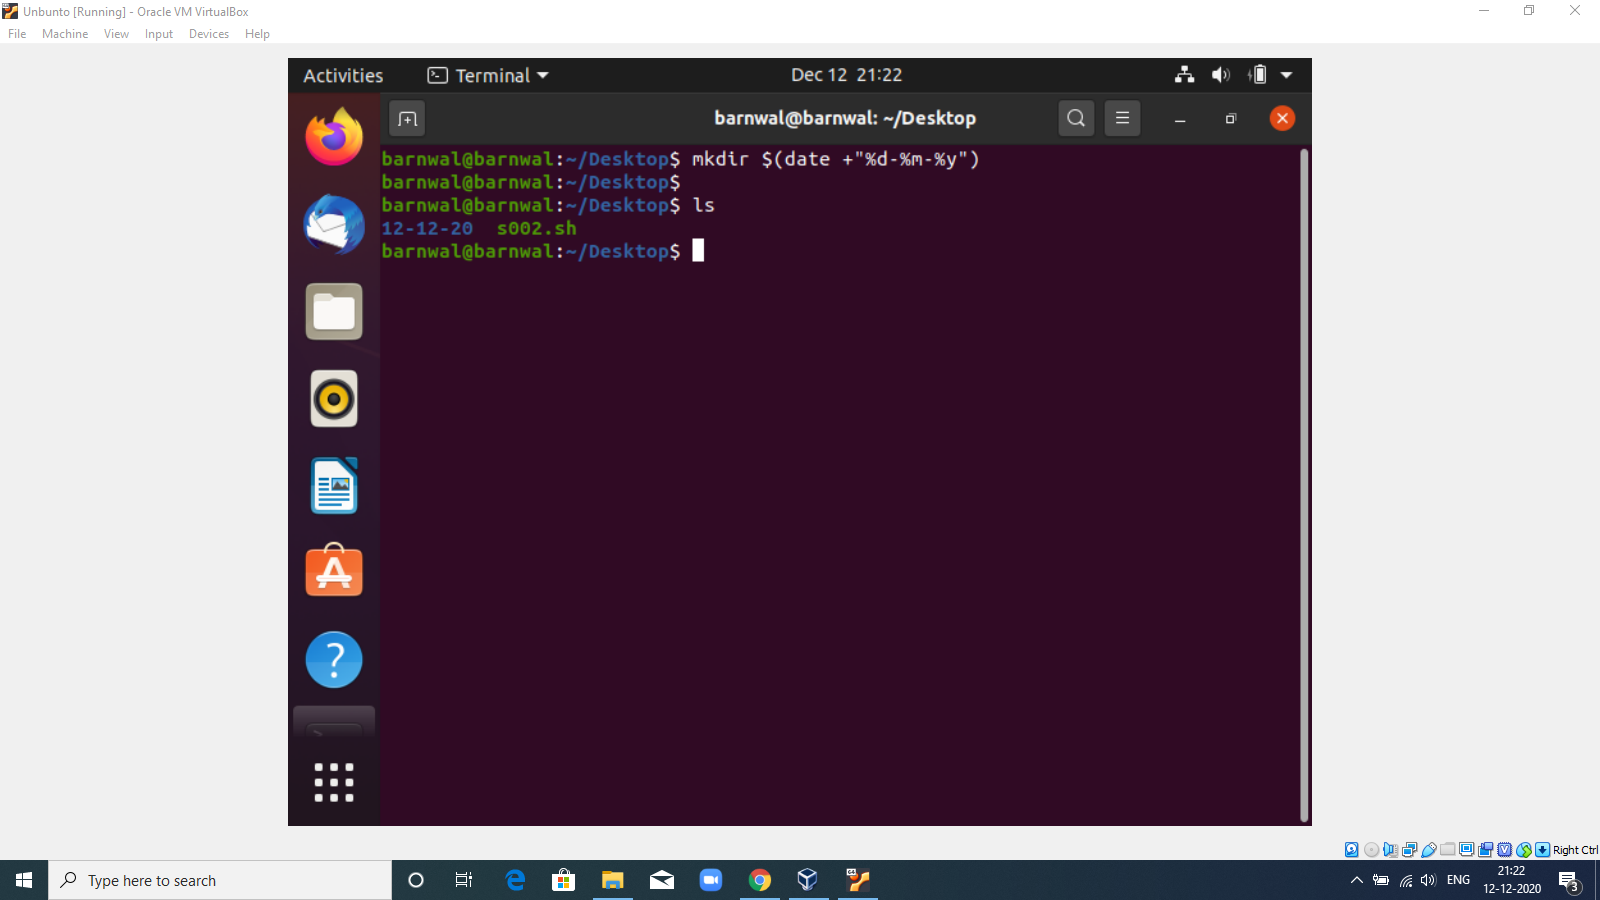 Unbunto [Running] - Oracle VM VirtualBox
File Machine View Input Devices Help
Activities Terminal Dec 12 21:22
barnwal@barnwal: ~/Desktop
barnwal@barnwal:~/Desktop$ mkdir $(date +"%d-%m-%y")
barnwal@barnwal:~/Desktop$
barnwal@barnwal:~/Desktop$ ls
12-12-20 s002.sh
barnwal@barnwal:~/Desktop$
Right Ctrl
Type here to search
ENG
21:22
12-12-2020
3